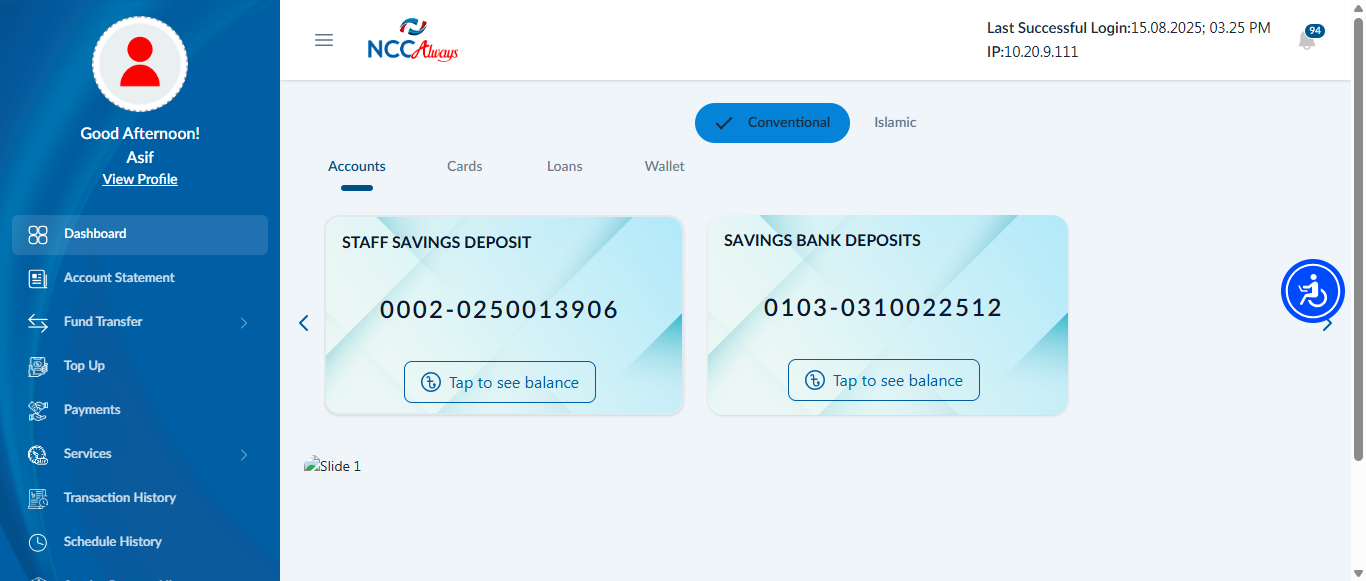 Good Afternoon!
Asif
View Profile
Dashboard
Account Statement
Fund Transfer
Top Up
Payments
Services
Transaction History
Schedule History
NCCAlways
Last Successful Login:15.08.2025; 03.25 PM
IP:10.20.9.111
94
Conventional
Islamic
Accounts
Cards
Loans
Wallet
STAFF SAVINGS DEPOSIT
0002-0250013906
৳ Tap to see balance
SAVINGS BANK DEPOSITS
0103-0310022512
৳ Tap to see balance
Slide 1